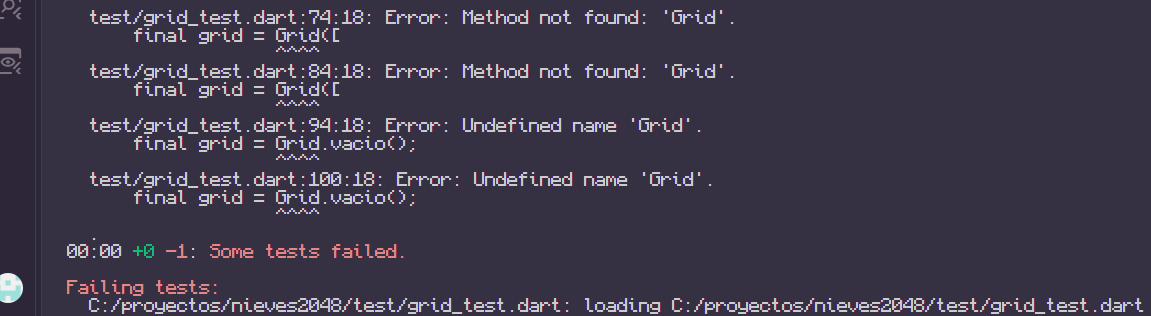 test/grid_test.dart:74:18: Error: Method not found: 'Grid'.
final grid = Grid([
^^^^
test/grid_test.dart:84:18: Error: Method not found: 'Grid'.
final grid = Grid([
^^^^
test/grid_test.dart:94:18: Error: Undefined name 'Grid'.
final grid = Grid.vacio();
^^^^
test/grid_test.dart:100:18: Error: Undefined name 'Grid'.
final grid = Grid.vacio();
^^^^
.
00:00 +0 -1: Some tests failed.
Failing tests:
C:/proyectos/nieves2048/test/grid_test.dart: loading C:/proyectos/nieves2048/test/grid_test.dart